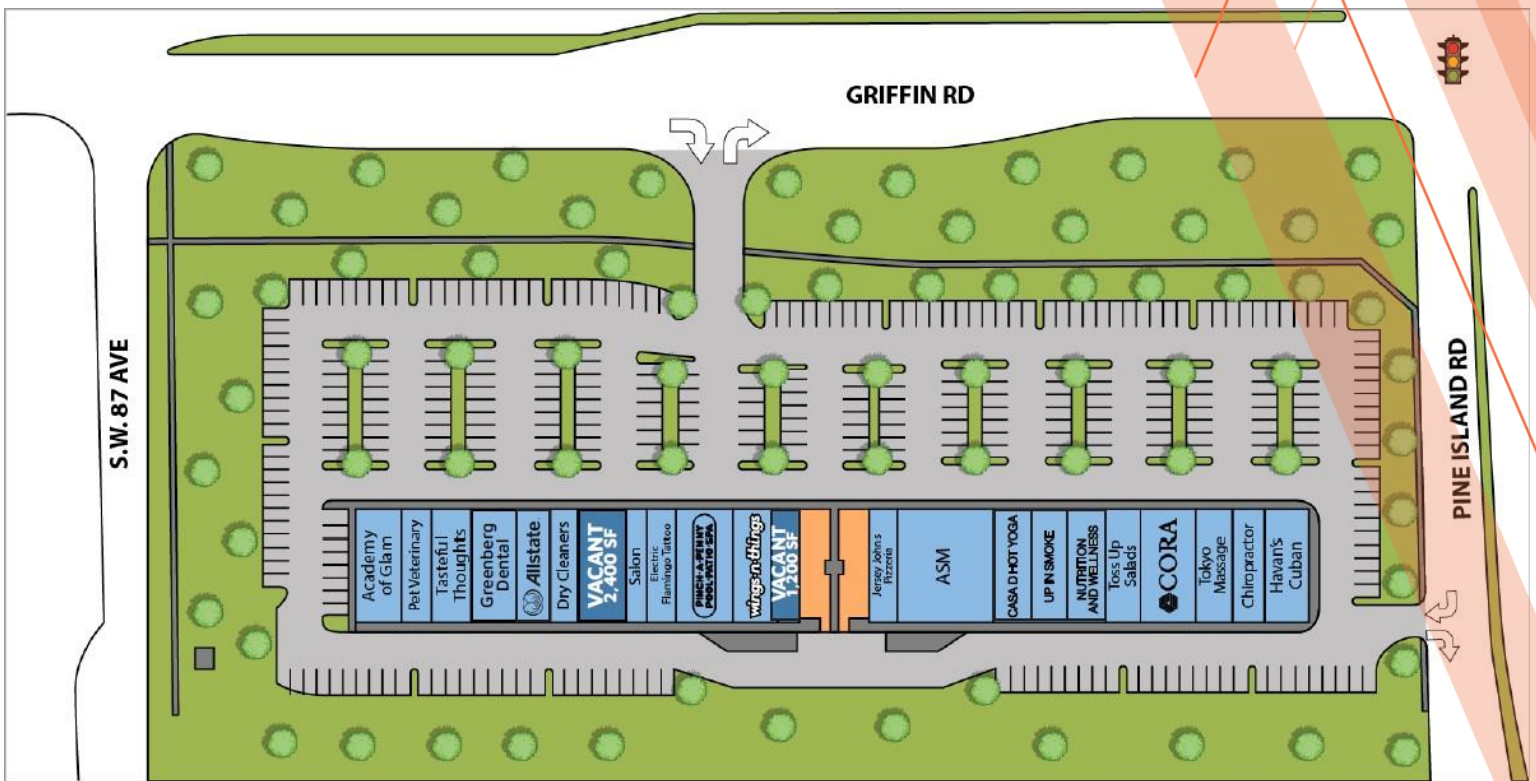 GRIFFIN RD
S.W. 87 AVE
PINE ISLAND RD
Academy
of Glam
Pet Veterinary
Tasteful
Thoughts
Greenberg
Dental
Allstate
Dry Cleaners
VACANT
2,400 SF
Salon
Electric
Flamingo Tattoo
PINCH·A·PENNY
POOL·PATIO·SPA
wings·n·things
VACANT
1,200 SF
Jersey John's
Pizzeria
ASM
CASA D HOT YOGA
UP IN SMOKE
NUTRITION
AND WELLNESS
Toss Up
Salads
CORA
Tokyo
Massage
Chiropractor
Havan's
Cuban